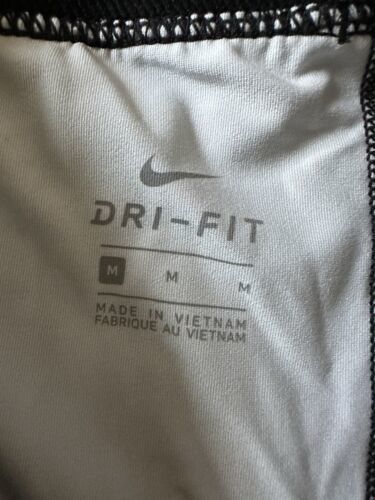 DRI-FIT
M M M
MADE IN VIETNAM
FABRIQUE AU VIETNAM